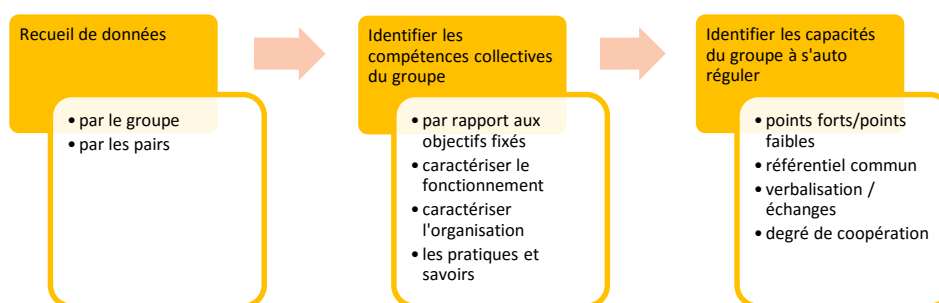 Recueil de données
• par le groupe
• par les pairs
Identifier les
compétences collectives
du groupe
• par rapport aux
objectifs fixés
• caractériser le
fonctionnement
• caractériser
l'organisation
• les pratiques et
savoirs
Identifier les capacités
du groupe à s'auto
réguler
• points forts/points
faibles
• référentiel commun
• verbalisation /
échanges
• degré de coopération